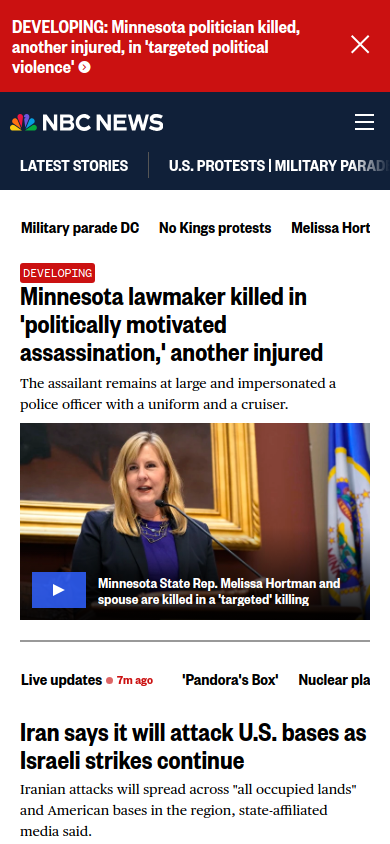 DEVELOPING: Minnesota politician killed,
another injured, in 'targeted political
violence'
NBC NEWS
LATEST STORIES U.S. PROTESTS | MILITARY PARAD
Military parade DC No Kings protests Melissa Hort
DEVELOPING
Minnesota lawmaker killed in
'politically motivated
assassination,' another injured
The assailant remains at large and impersonated a
police officer with a uniform and a cruiser.
Minnesota State Rep. Melissa Hortman and
spouse are killed in a 'targeted' killing
Live updates 7m ago 'Pandora's Box' Nuclear pla
Iran says it will attack U.S. bases as
Israeli strikes continue
Iranian attacks will spread across "all occupied lands"
and American bases in the region, state-affiliated
media said.